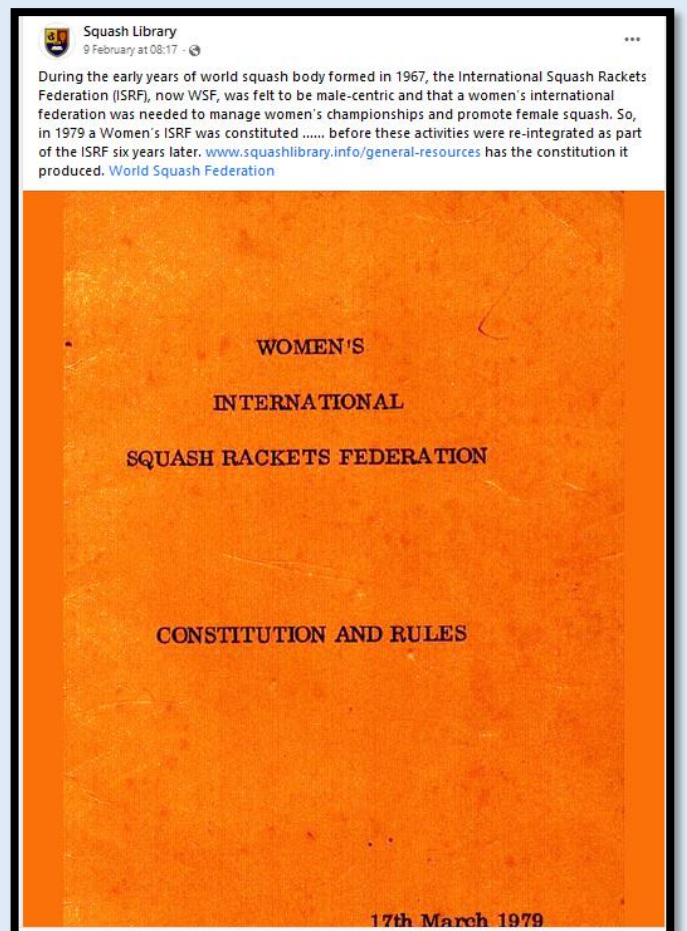 Squash Library
9 February at 08:17 ·
During the early years of world squash body formed in 1967, the International Squash Rackets
Federation (ISRF), now WSF, was felt to be male-centric and that a women's international
federation was needed to manage women's championships and promote female squash. So,
in 1979 a Women's ISRF was constituted ...... before these activities were re-integrated as part
of the ISRF six years later. www.squashlibrary.info/general-resources has the constitution it
produced. World Squash Federation
WOMEN'S
INTERNATIONAL
SQUASH RACKETS FEDERATION
CONSTITUTION AND RULES
17th March 1979